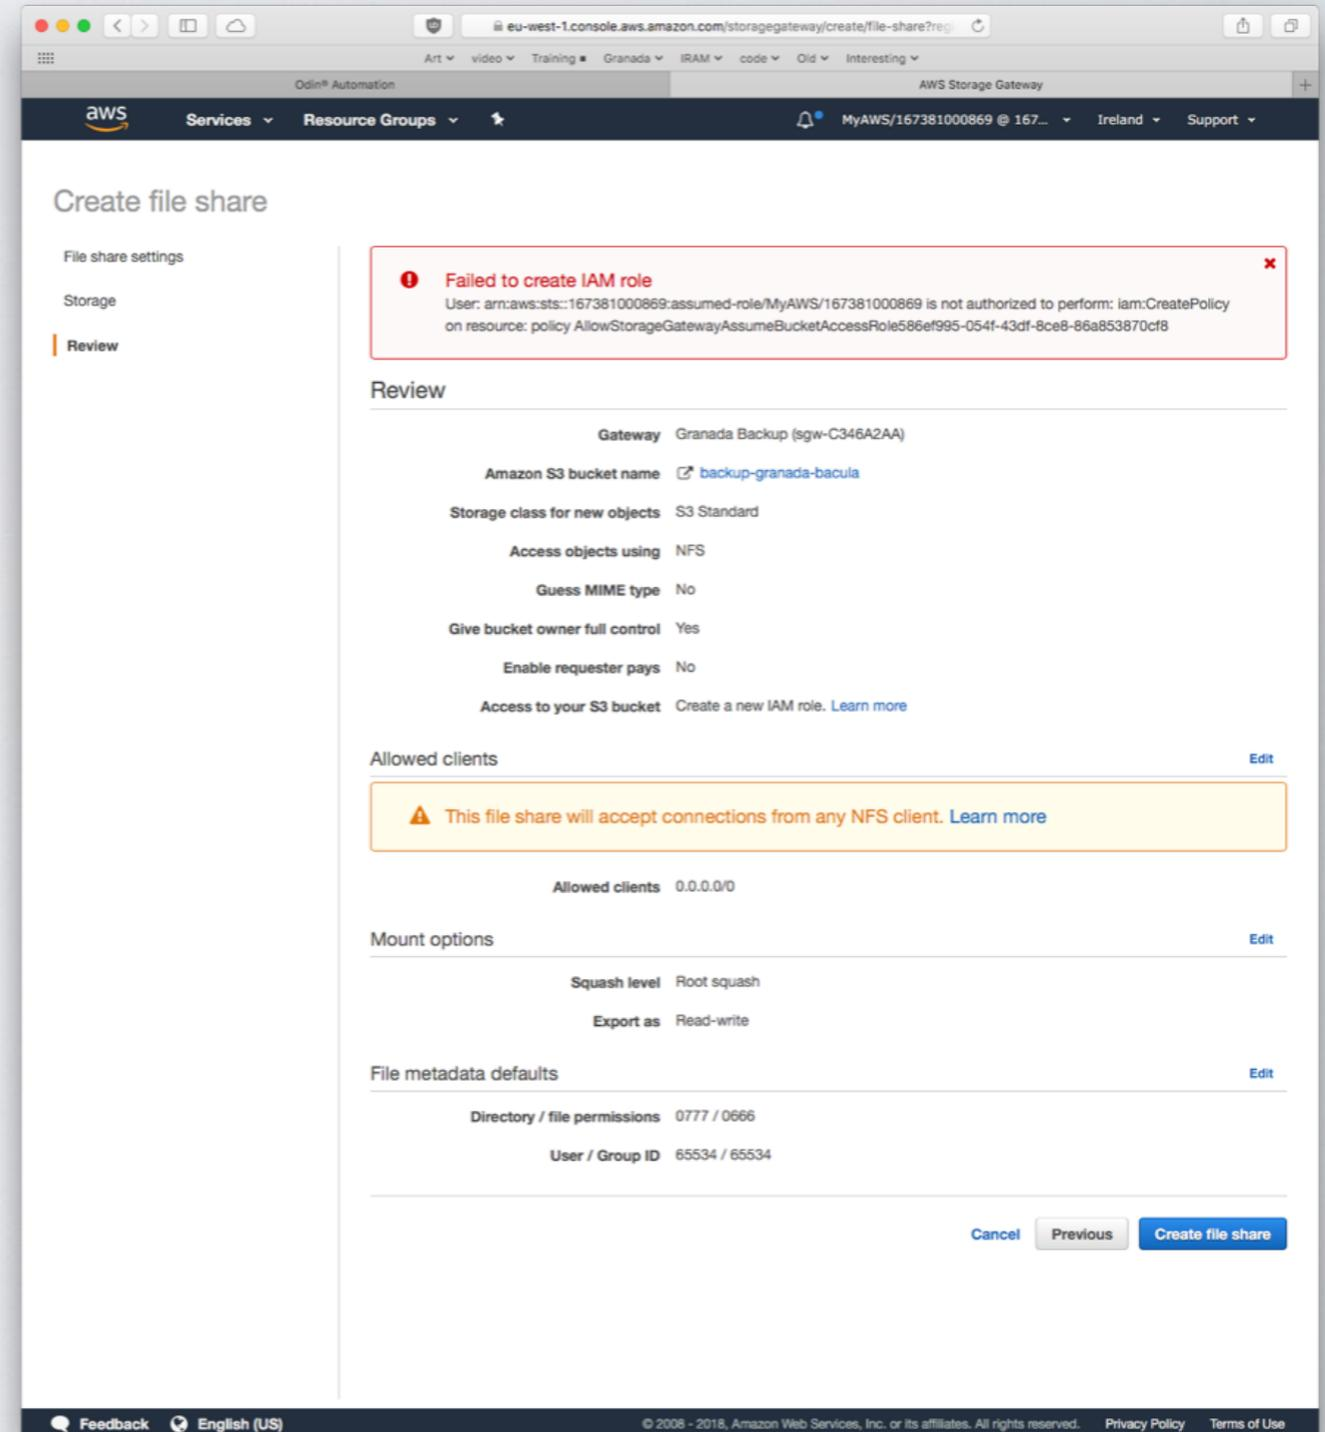 eu-west-1.console.aws.amazon.com/storagegateway/create/file-share?reg
Art video Training Granada IRAM code Old Interesting
Odin® Automation AWS Storage Gateway +
aws Services Resource Groups MyAWS/167381000869 @ 167... Ireland Support
Create file share
File share settings
Storage
Review
Failed to create IAM role
User: arn:aws:sts::167381000869:assumed-role/MyAWS/167381000869 is not authorized to perform: iam:CreatePolicy
on resource: policy AllowStorageGatewayAssumeBucketAccessRole586ef995-054f-43df-8ce8-86a853870cf8
Review
Gateway Granada Backup (sgw-C346A2AA)
Amazon S3 bucket name backup-granada-bacula
Storage class for new objects S3 Standard
Access objects using NFS
Guess MIME type No
Give bucket owner full control Yes
Enable requester pays No
Access to your S3 bucket Create a new IAM role. Learn more
Allowed clients Edit
This file share will accept connections from any NFS client. Learn more
Allowed clients 0.0.0.0/0
Mount options Edit
Squash level Root squash
Export as Read-write
File metadata defaults Edit
Directory / file permissions 0777 / 0666
User / Group ID 65534 / 65534
Cancel Previous Create file share
Feedback English (US) © 2008 - 2018, Amazon Web Services, Inc. or its affiliates. All rights reserved. Privacy Policy Terms of Use